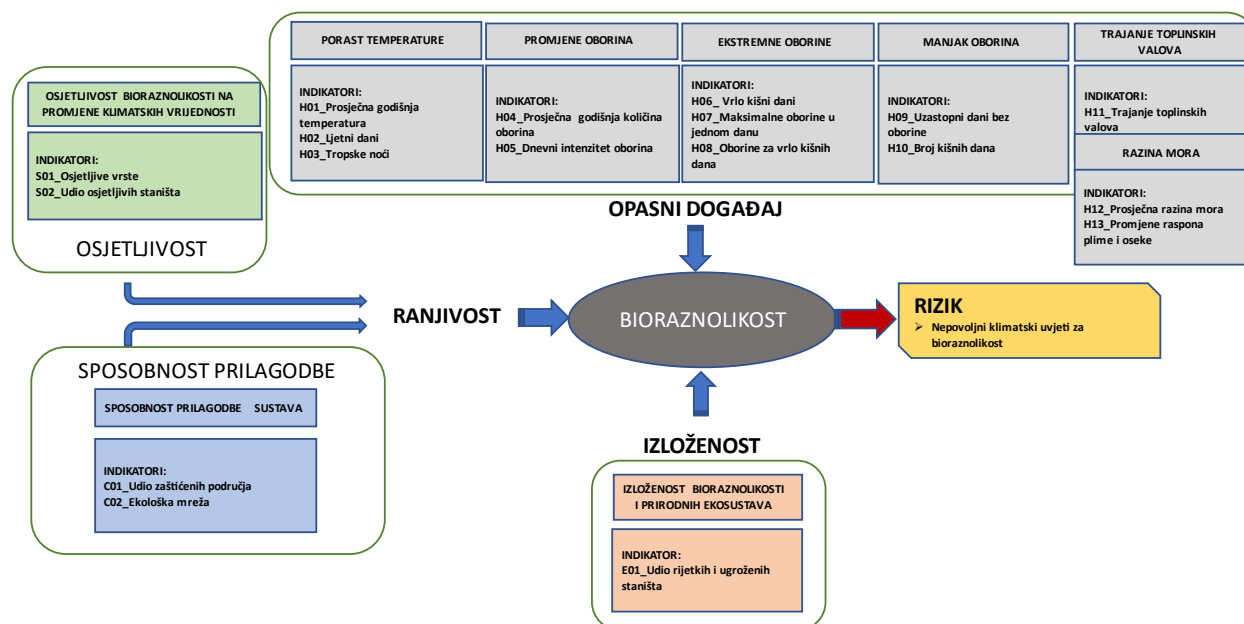 PORAST TEMPERATURE
INDIKATORI:
H01_Prosječna godišnja
temperatura
H02_Ljetni dani
H03_Tropske noći
PROMJENE OBORINA
INDIKATORI:
H04_Prosječna godišnja količina
oborina
H05_Dnevni intenzitet oborina
EKSTREMNE OBORINE
INDIKATORI:
H06_ Vrlo kišni dani
H07_Maksimalne oborine u
jednom danu
H08_Oborine za vrlo kišnih
dana
MANJAK OBORINA
INDIKATORI:
H09_Uzastopni dani bez
oborine
H10_Broj kišnih dana
TRAJANJE TOPLINSKIH
VALOVA
INDIKATORI:
H11_Trajanje toplinskih
valova
RAZINA MORA
INDIKATORI:
H12_Prosječna razina mora
H13_Promjene raspona
plime i oseke
OPASNI DOGAĐAJ
OSJETLJIVOST BIORAZNOLIKOSTI NA
PROMJENE KLIMATSKIH VRIJEDNOSTI
INDIKATORI:
S01_Osjetljive vrste
S02_Udio osjetljivih staništa
OSJETLJIVOST
RANJIVOST
BIORAZNOLIKOST
RIZIK
➢ Nepovoljni klimatski uvjeti za
bioraznolikost
SPOSOBNOST PRILAGODBE
SPOSOBNOST PRILAGODBE SUSTAVA
INDIKATORI:
C01_Udio zaštićenih područja
C02_Ekološka mreža
IZLOŽENOST
IZLOŽENOST BIORAZNOLIKOSTI
I PRIRODNIH EKOSUSTAVA
INDIKATOR:
E01_Udio rijetkih i ugroženih
staništa